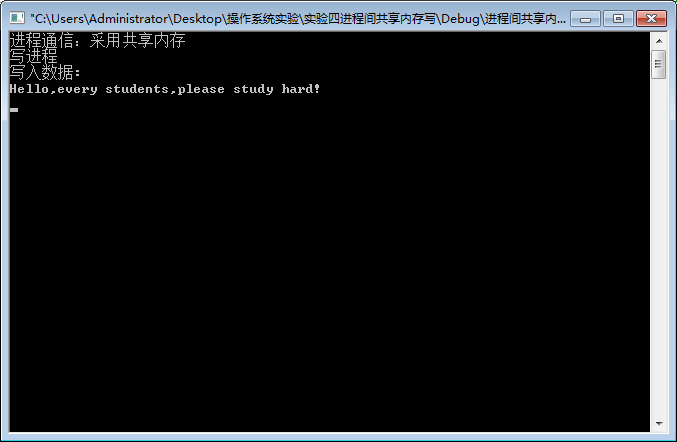 "C:\Users\Administrator\Desktop\操作系统实验\实验四进程间共享内存写\Debug\进程间共享内...
进程通信：采用共享内存
写进程
写入数据：
Hello,every students,please study hard!